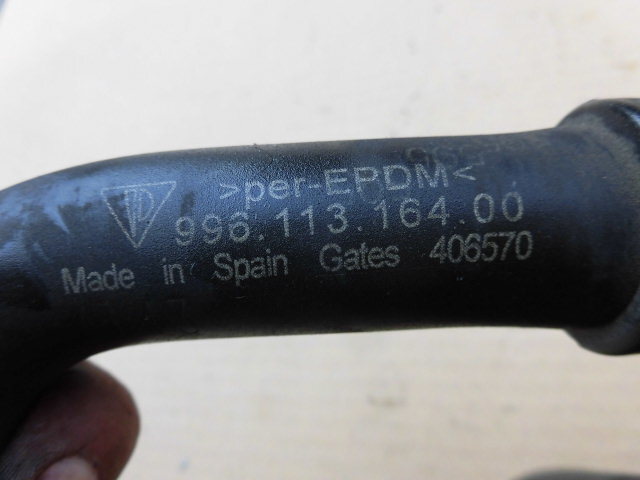 >per-EPDM<
996.113.164.00
Made in Spain Gates 406570